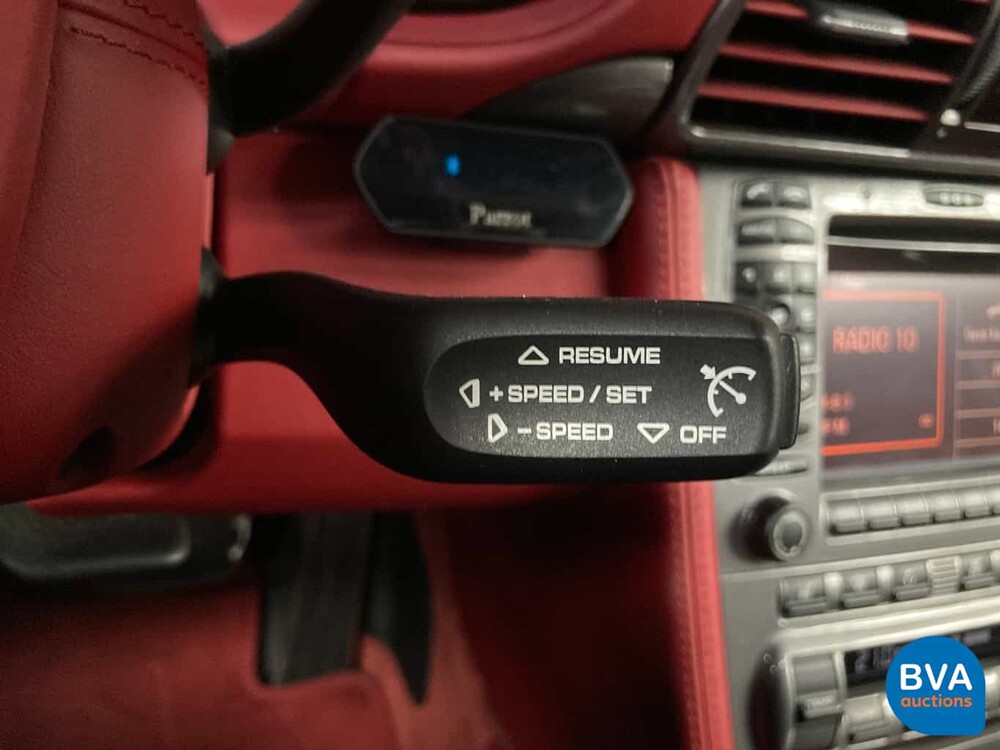 Parrot
△ RESUME
+ SPEED / SET
- SPEED ▽ OFF
RADIO 10
BVA
auctions